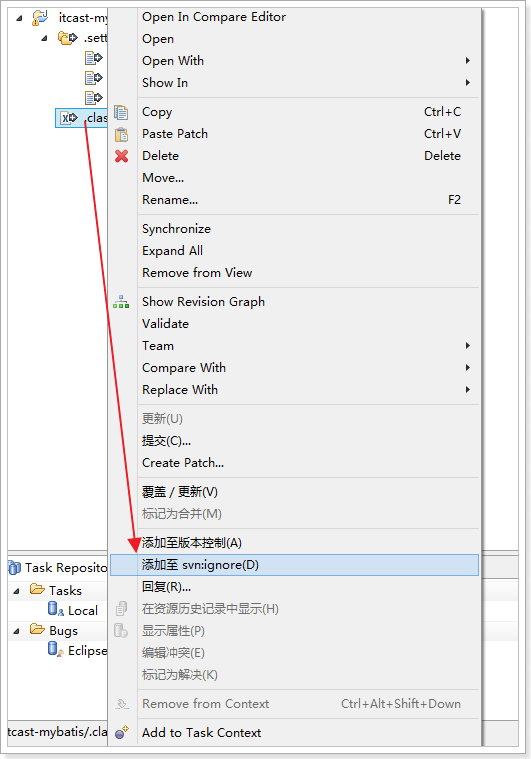 itcast-my
.sett
.clas
Open In Compare Editor
Open
Open With
Show In
Copy Ctrl+C
Paste Patch Ctrl+V
Delete Delete
Move...
Rename... F2
Synchronize
Expand All
Remove from View
Show Revision Graph
Validate
Team
Compare With
Replace With
更新(U)
提交(C)...
Create Patch...
覆盖 / 更新(V)
标记为合并(M)
添加至版本控制(A)
添加至 svn:ignore(D)
回复(R)...
在资源历史记录中显示(H)
显示属性(P)
编辑冲突(E)
标记为解决(K)
Remove from Context Ctrl+Alt+Shift+Down
Add to Task Context
Task Reposito
Tasks
Local
Bugs
Eclipse
tcast-mybatis/.cla